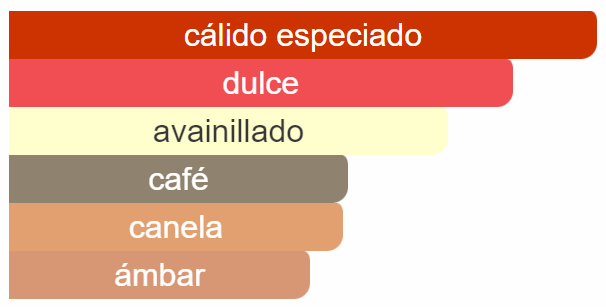 cálido especiado
dulce
avainillado
café
canela
ámbar